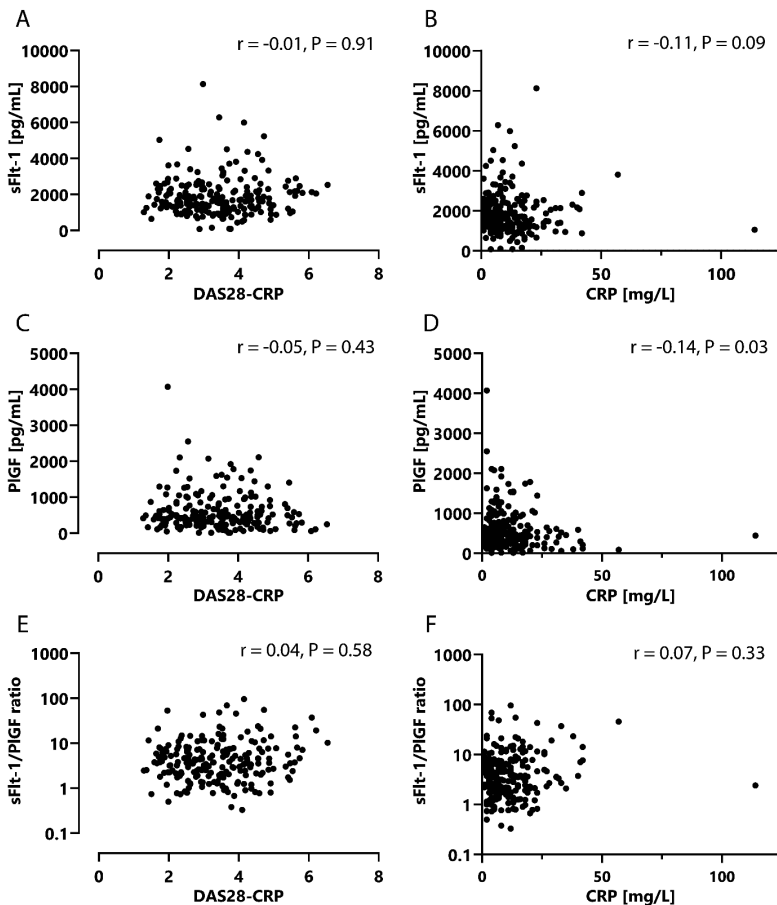 A
r = -0.01, P = 0.91
sFlt-1 [pg/mL]
10000
8000
6000
4000
2000
0
0 2 4 6 8
DAS28-CRP
B
r = -0.11, P = 0.09
sFlt-1 [pg/mL]
10000
8000
6000
4000
2000
0
0 50 100
CRP [mg/L]
C
r = -0.05, P = 0.43
PlGF [pg/mL]
5000
4000
3000
2000
1000
0
0 2 4 6 8
DAS28-CRP
D
r = -0.14, P = 0.03
PlGF [pg/mL]
5000
4000
3000
2000
1000
0
0 50 100
CRP [mg/L]
E
r = 0.04, P = 0.58
sFlt-1/PlGF ratio
1000
100
10
1
0.1
0 2 4 6 8
DAS28-CRP
F
r = 0.07, P = 0.33
sFlt-1/PlGF ratio
1000
100
10
1
0.1
0 50 100
CRP [mg/L]